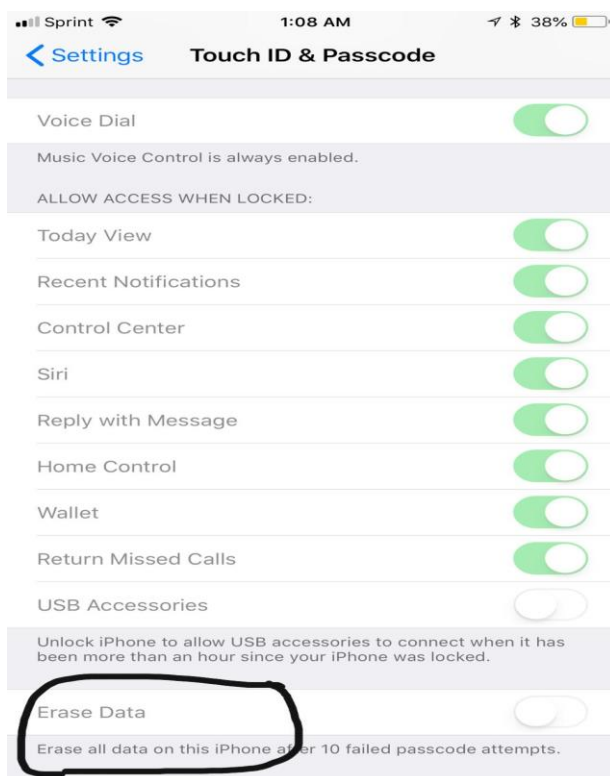 Sprint 1:08 AM 38%
Settings Touch ID & Passcode
Voice Dial
Music Voice Control is always enabled.
ALLOW ACCESS WHEN LOCKED:
Today View
Recent Notifications
Control Center
Siri
Reply with Message
Home Control
Wallet
Return Missed Calls
USB Accessories
Unlock iPhone to allow USB accessories to connect when it has
been more than an hour since your iPhone was locked.
Erase Data
Erase all data on this iPhone after 10 failed passcode attempts.